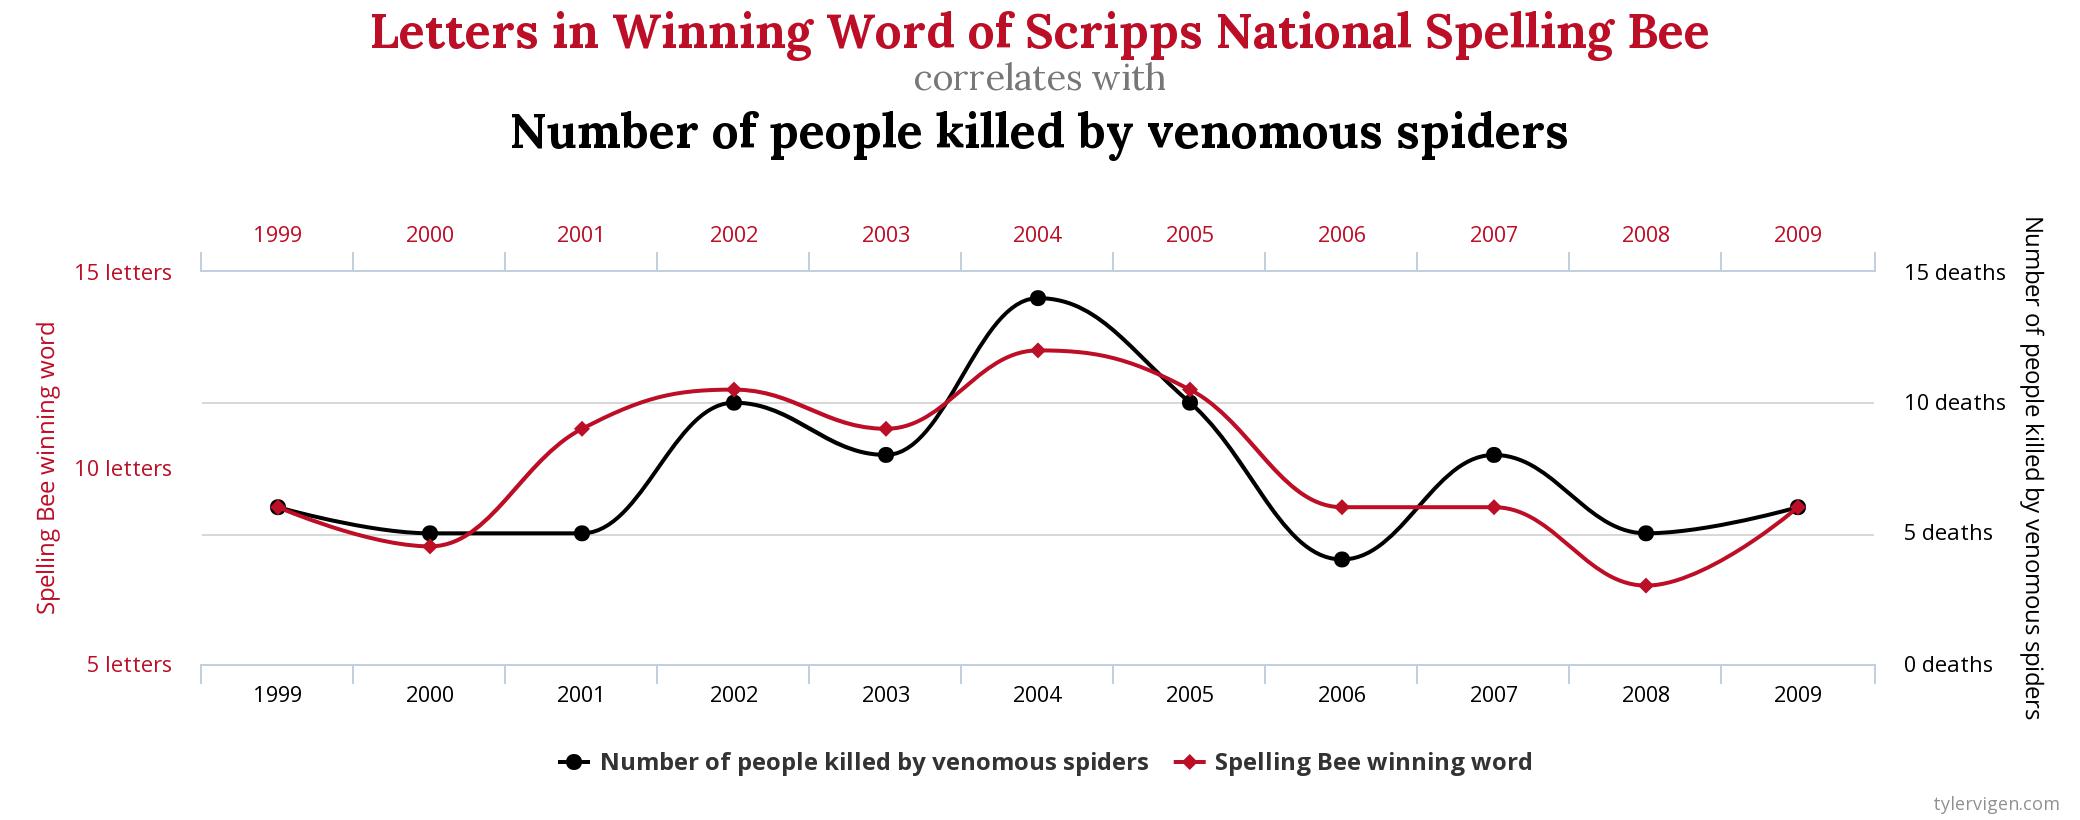 Letters in Winning Word of Scripps National Spelling Bee
correlates with
Number of people killed by venomous spiders
1999 2000 2001 2002 2003 2004 2005 2006 2007 2008 2009
15 letters
10 letters
5 letters
Spelling Bee winning word
15 deaths
10 deaths
5 deaths
0 deaths
Number of people killed by venomous spiders
1999 2000 2001 2002 2003 2004 2005 2006 2007 2008 2009
Number of people killed by venomous spiders Spelling Bee winning word
tylervigen.com